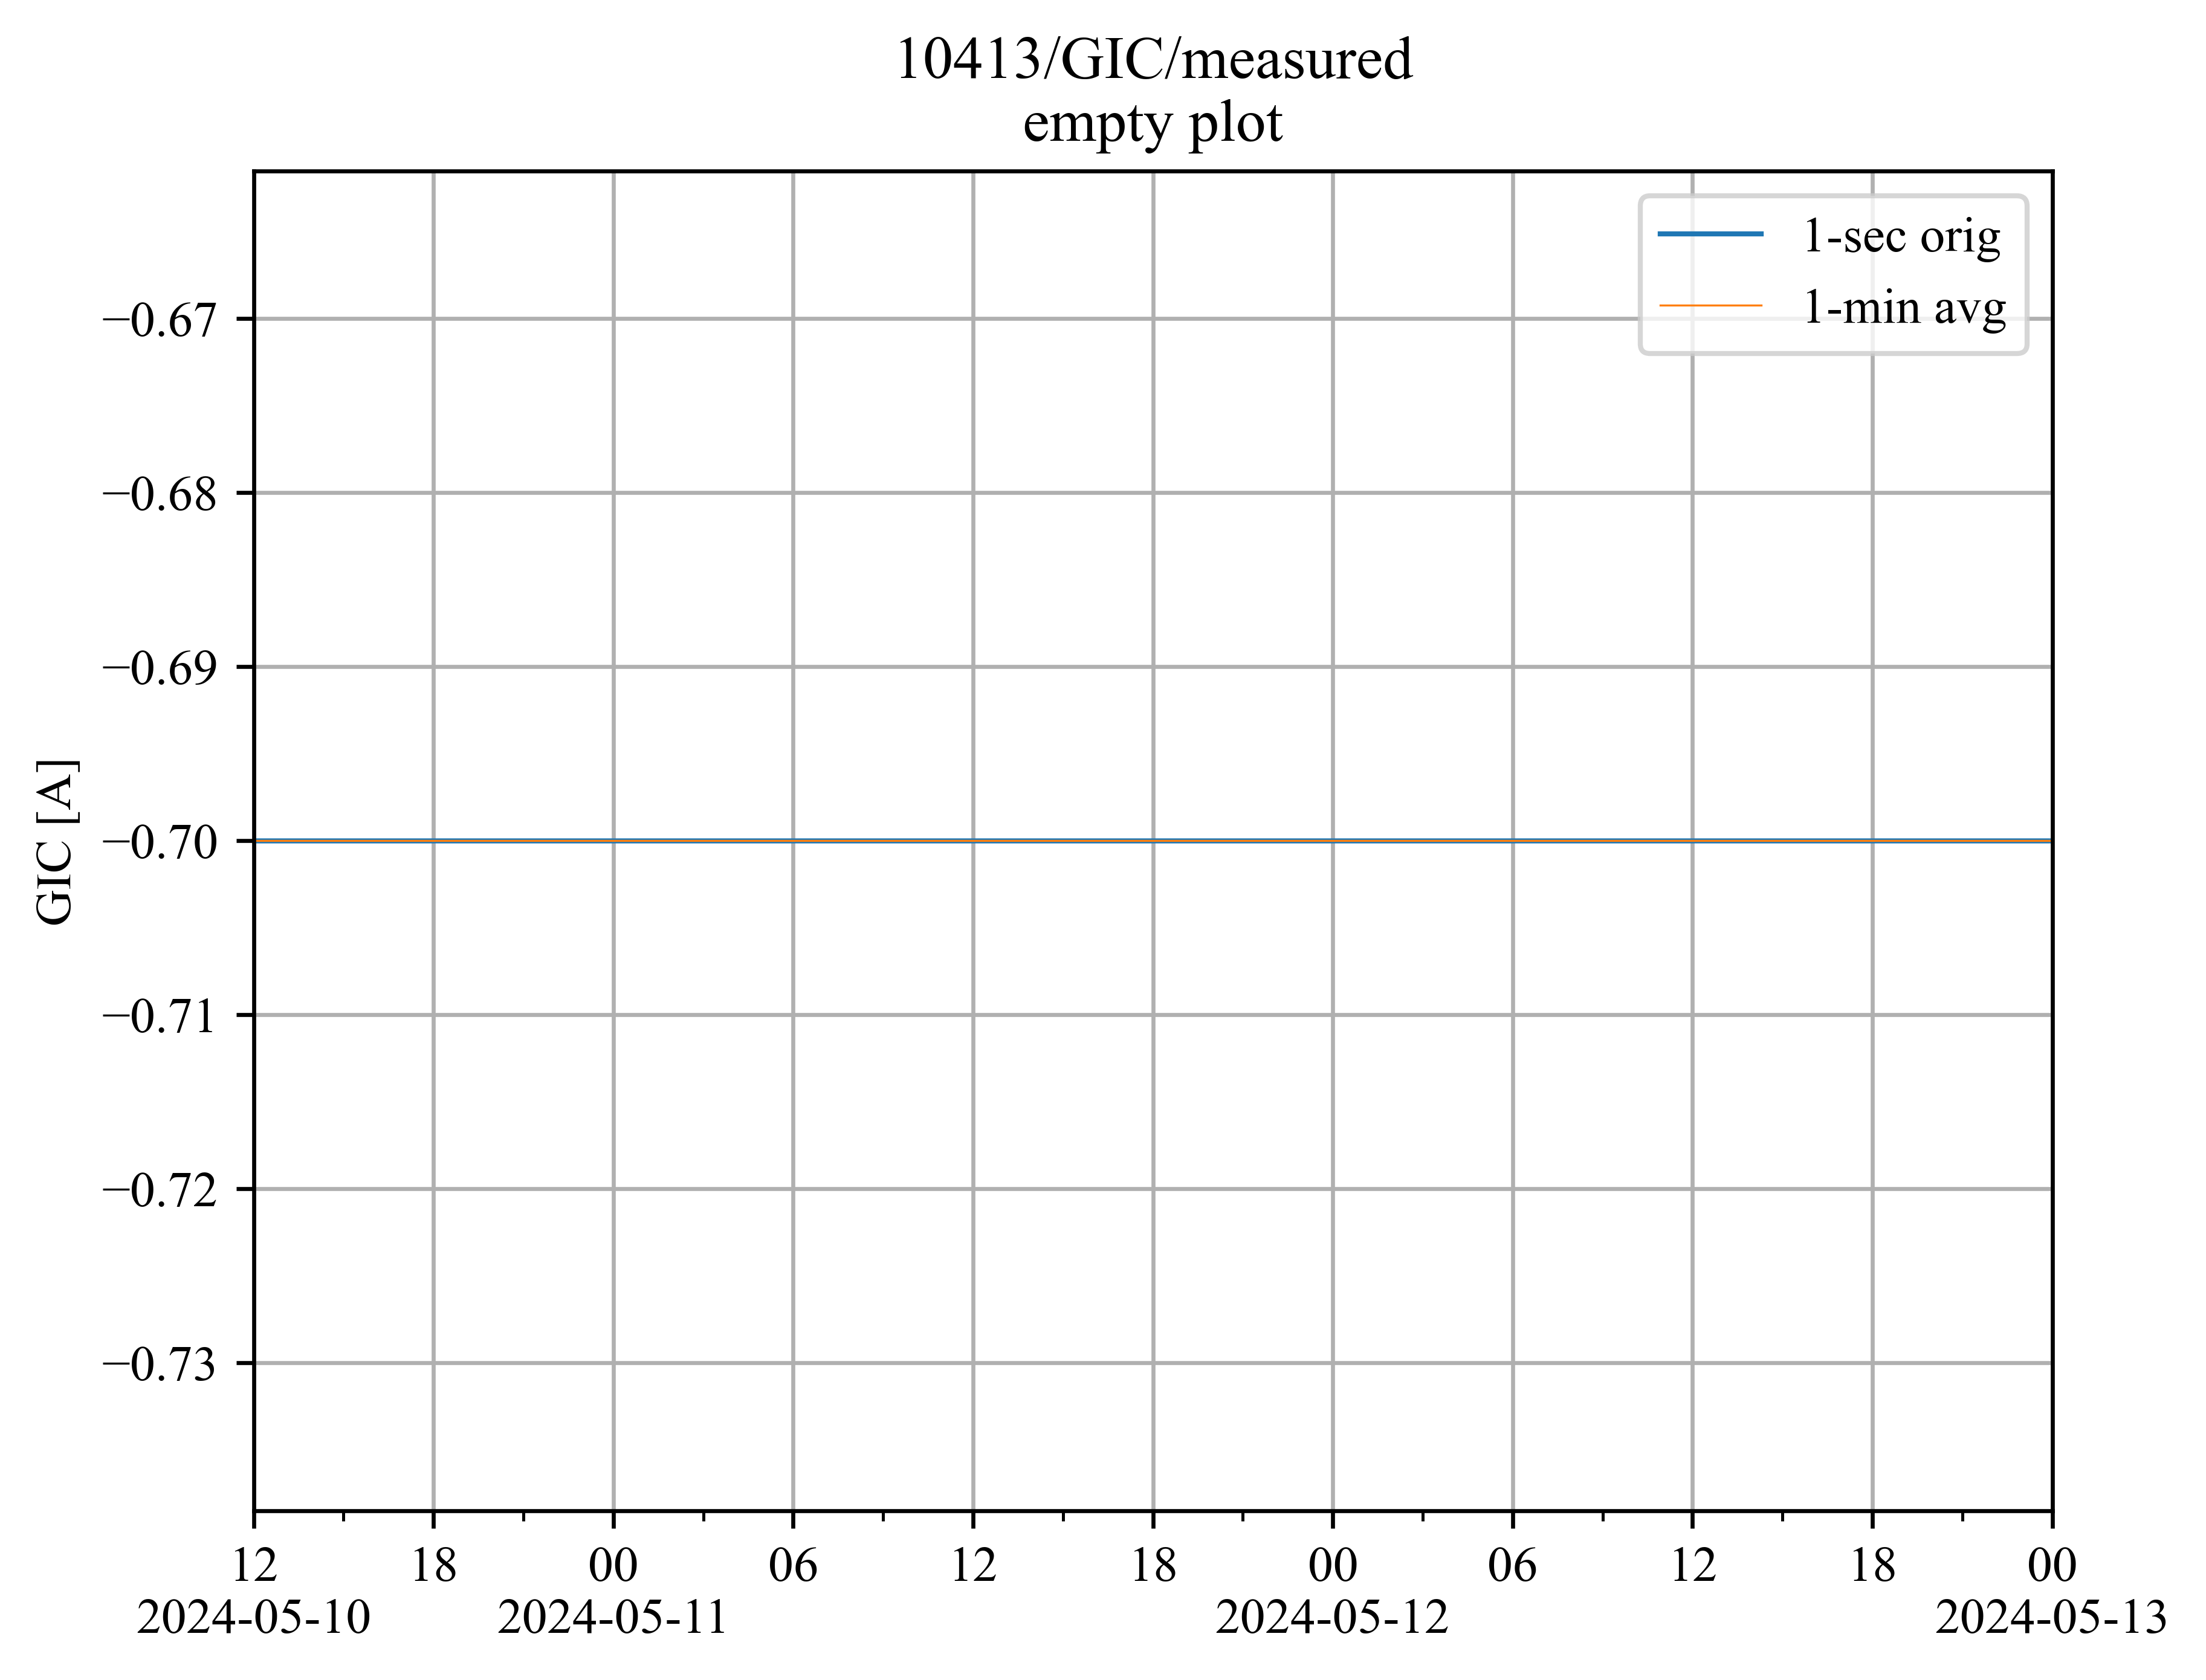 10413/GIC/measured
empty plot
1-sec orig
1-min avg
GIC [A]
−0.67
−0.68
−0.69
−0.70
−0.71
−0.72
−0.73
12 18 00 06 12 18 00 06 12 18 00
2024-05-10 2024-05-11 2024-05-12 2024-05-13